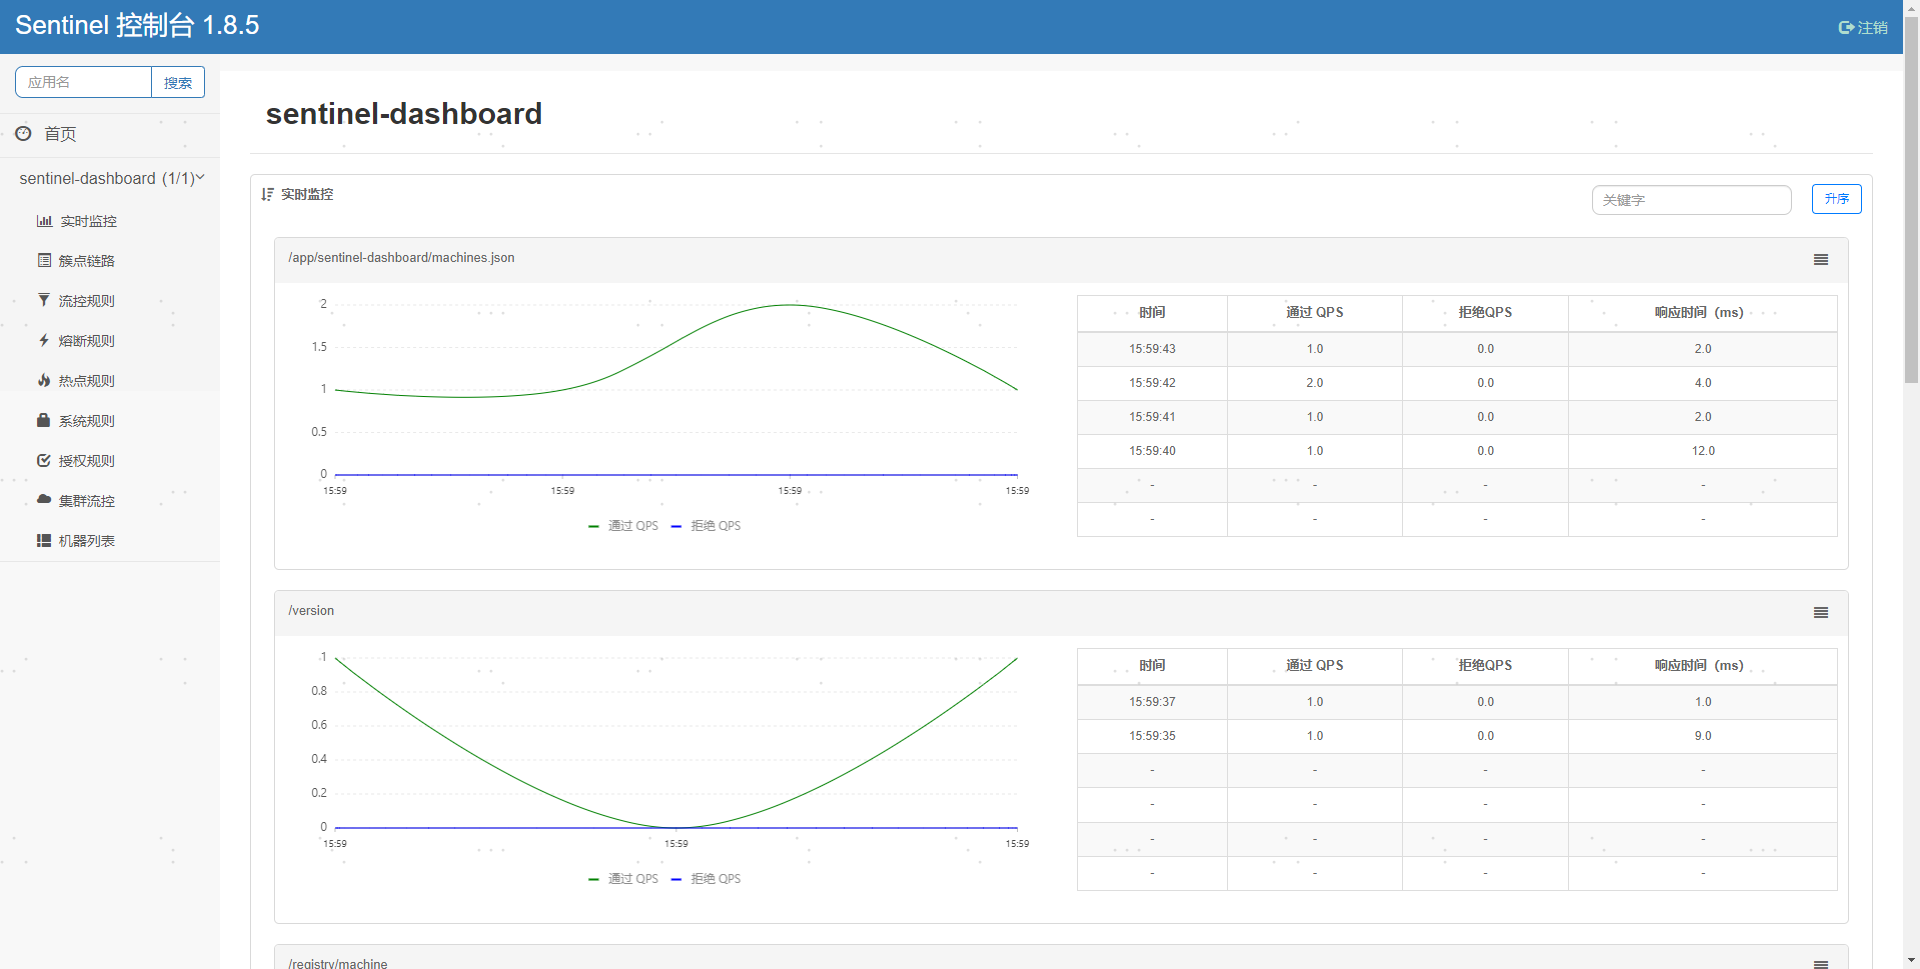 Sentinel 控制台 1.8.5
注销
应用名
搜索
首页
sentinel-dashboard (1/1)
实时监控
簇点链路
流控规则
熔断规则
热点规则
系统规则
授权规则
集群流控
机器列表
sentinel-dashboard
实时监控
关键字
升序
/app/sentinel-dashboard/machines.json
2
1.5
1
0.5
0
15:59 15:59 15:59 15:59
通过 QPS 拒绝 QPS
时间 通过 QPS 拒绝QPS 响应时间（ms）
15:59:43 1.0 0.0 2.0
15:59:42 2.0 0.0 4.0
15:59:41 1.0 0.0 2.0
15:59:40 1.0 0.0 12.0
- - - -
- - - -
/version
1
0.8
0.6
0.4
0.2
0
15:59 15:59 15:59
通过 QPS 拒绝 QPS
时间 通过 QPS 拒绝QPS 响应时间（ms）
15:59:37 1.0 0.0 1.0
15:59:35 1.0 0.0 9.0
- - - -
- - - -
- - - -
- - - -
/registry/machine